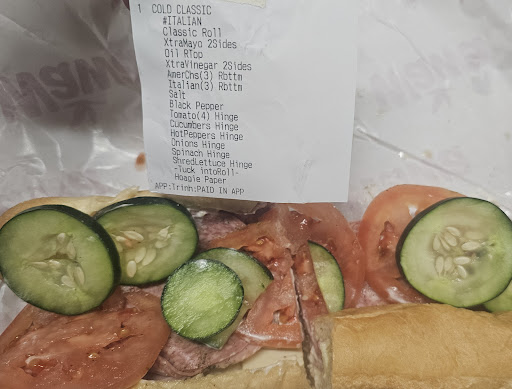 1 COLD CLASSIC
#ITALIAN
Classic Roll
XtraMayo 2Sides
Oil RTop
XtraVinegar 2Sides
AmerChs(3) Rbttm
Italian(3) Rbttm
Salt
Black Pepper
Tomato(4) Hinge
Cucumbers Hinge
HotPeppers Hinge
Onions Hinge
Spinach Hinge
ShredLettuce Hinge
-Tuck intoRoll-
Hoagie Paper
APP:Trinh:PAID IN APP